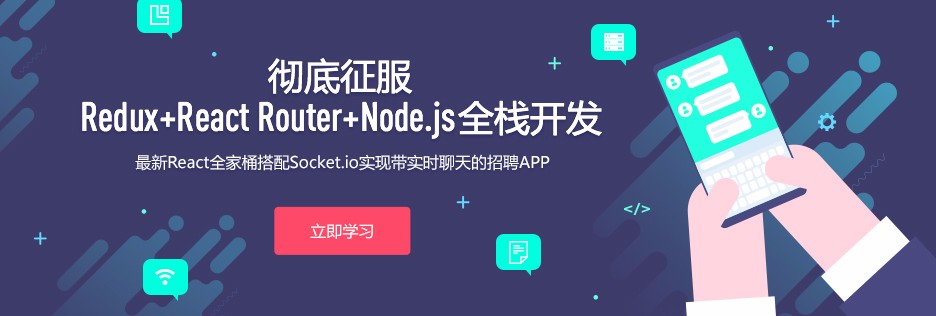 彻底征服
Redux+React Router+Node.js全栈开发
最新React全家桶搭配Socket.io实现带实时聊天的招聘APP
立即学习
</>